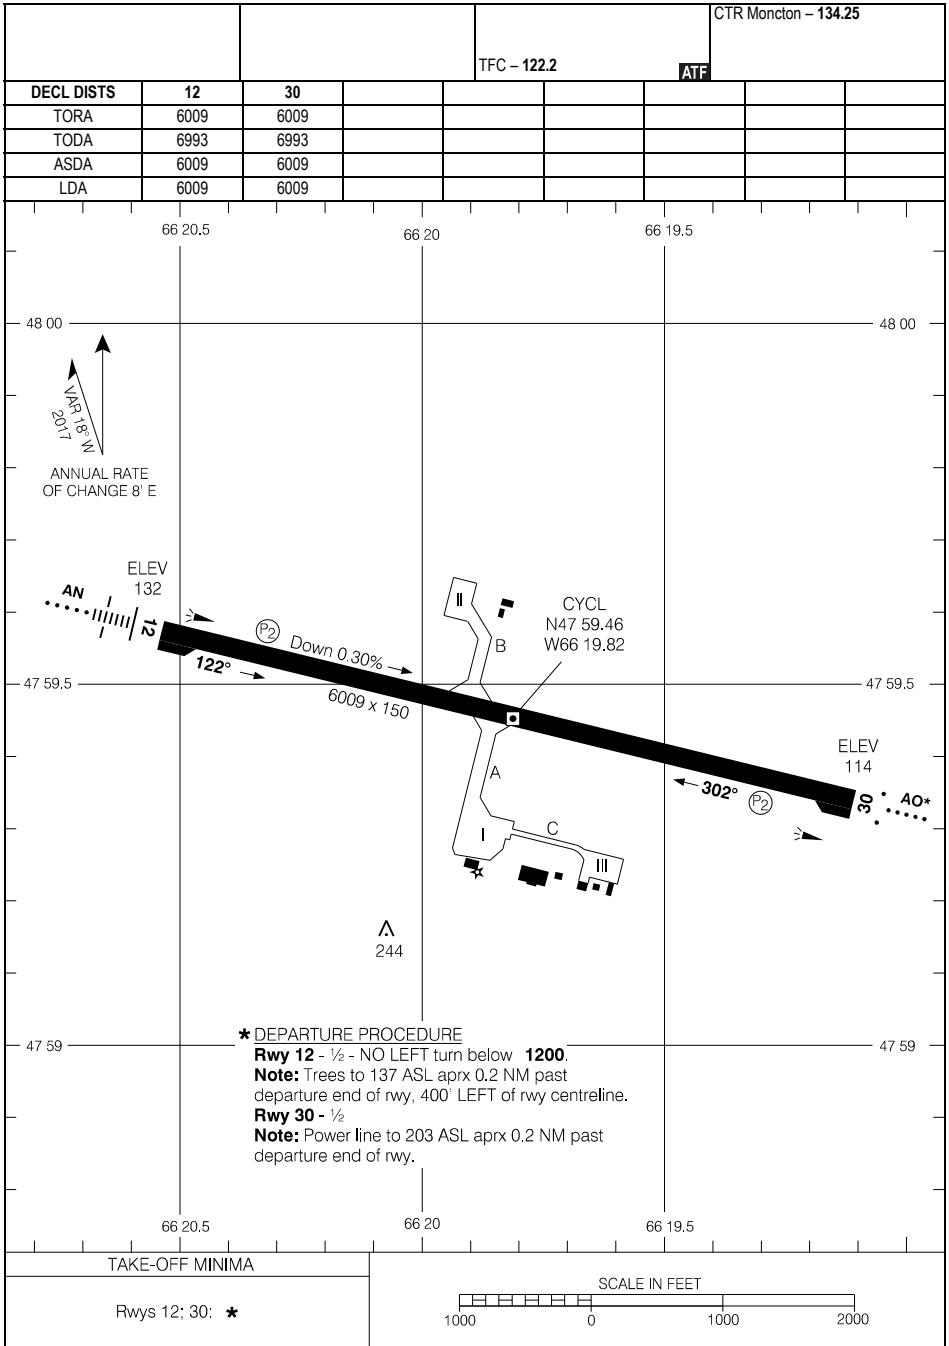 CTR Moncton – 134.25
TFC – 122.2 ATF
DECL DISTS 12 30
TORA 6009 6009
TODA 6993 6993
ASDA 6009 6009
LDA 6009 6009
66 20.5 66 20 66 19.5
48 00 48 00
VAR 18° W
2017
ANNUAL RATE
OF CHANGE 8' E
ELEV
132
AN
12
122°
P2
Down 0.30%
6009 x 150
II
B
CYCL
N47 59.46
W66 19.82
47 59.5 47 59.5
A
ELEV
114
302°
P2
30
AO*
I
C
III
244
47 59 47 59
* DEPARTURE PROCEDURE
Rwy 12 - ½ - NO LEFT turn below 1200.
Note: Trees to 137 ASL aprx 0.2 NM past
departure end of rwy, 400' LEFT of rwy centreline.
Rwy 30 - ½
Note: Power line to 203 ASL aprx 0.2 NM past
departure end of rwy.
66 20.5 66 20 66 19.5
TAKE-OFF MINIMA
Rwys 12; 30: *
SCALE IN FEET
1000 0 1000 2000